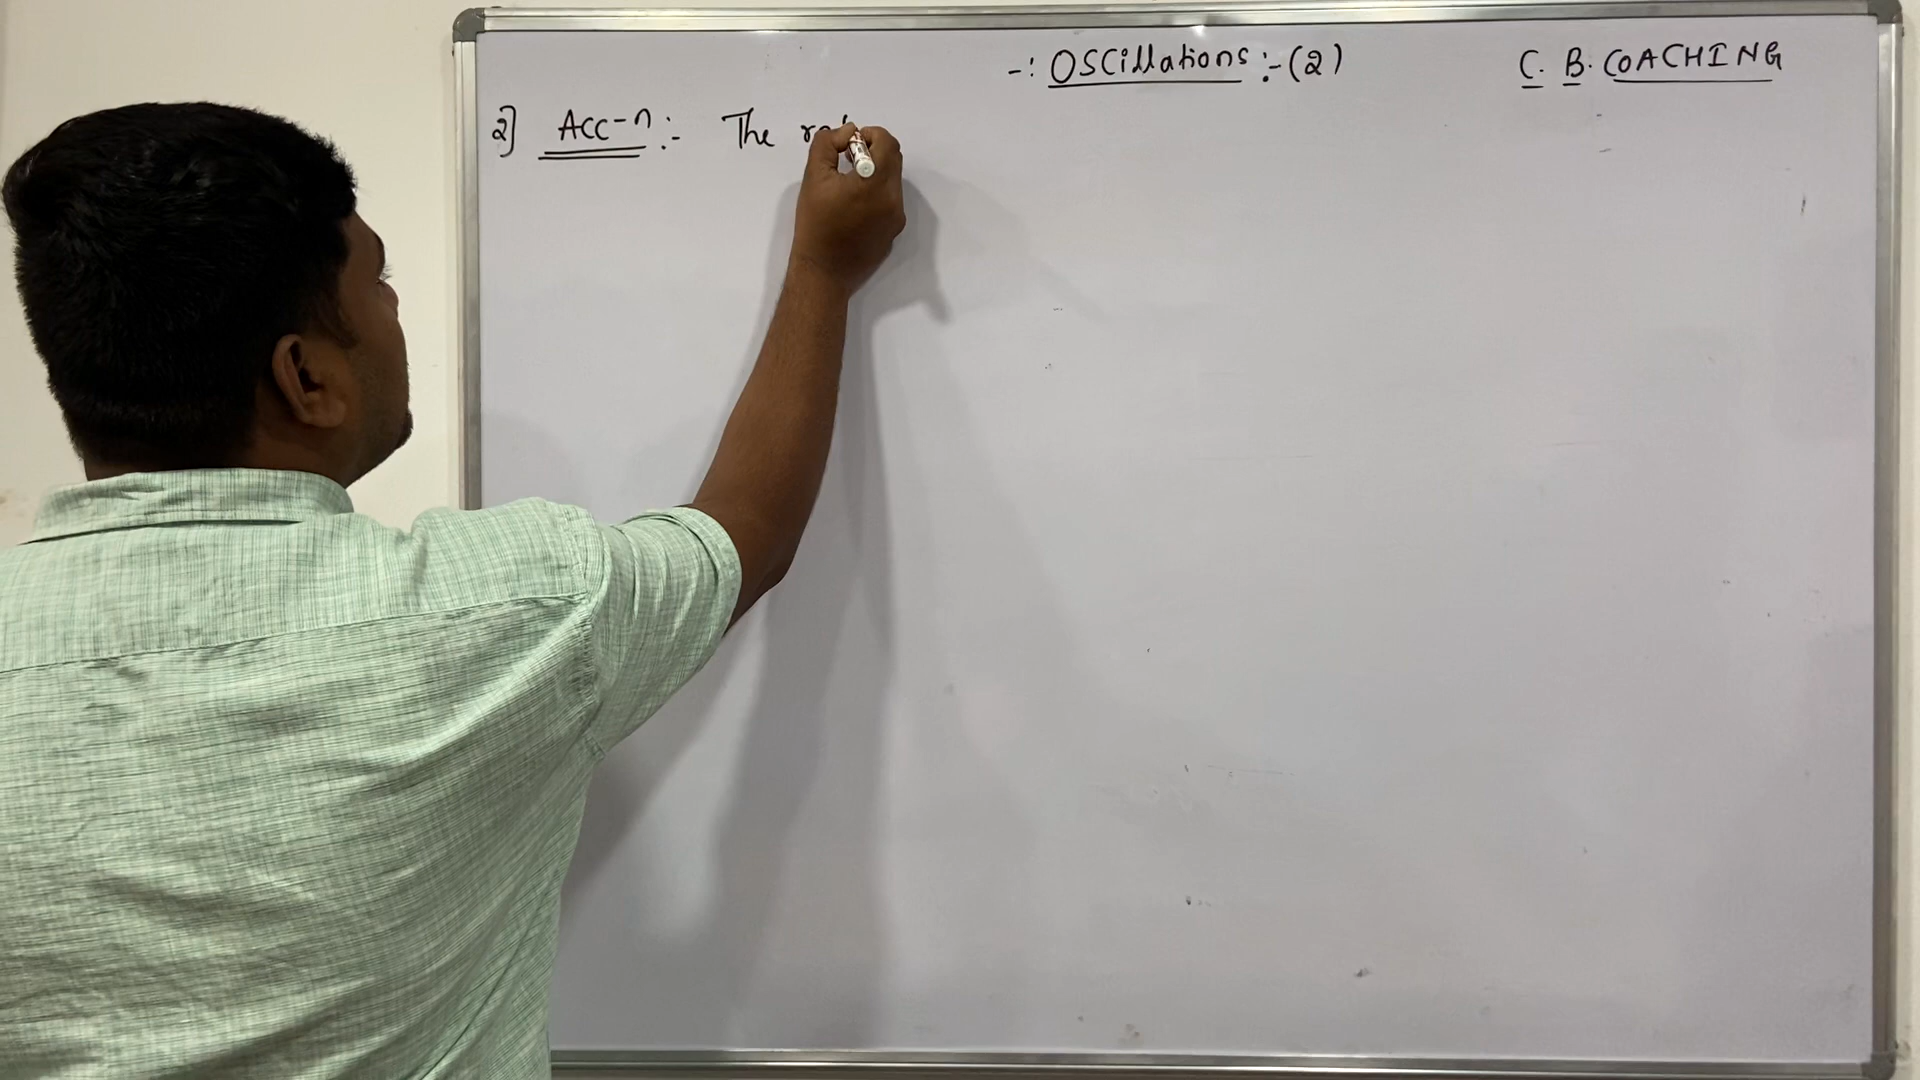 -: OSCillations :- (2)
C. B. COACHING
2] Acc-n :- The